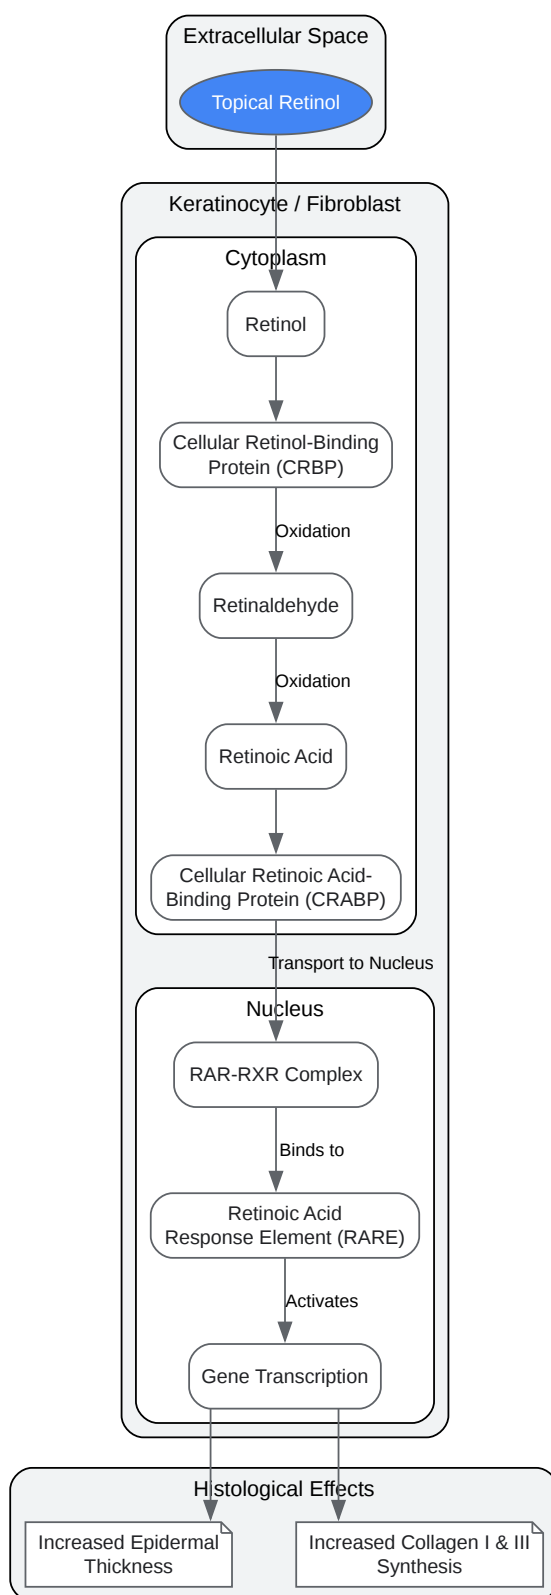 Extracellular Space
Topical Retinol
Keratinocyte / Fibroblast
Cytoplasm
Retinol
Cellular Retinol-Binding
Protein (CRBP)
Oxidation
Retinaldehyde
Oxidation
Retinoic Acid
Cellular Retinoic Acid-
Binding Protein (CRABP)
Transport to Nucleus
Nucleus
RAR-RXR Complex
Binds to
Retinoic Acid
Response Element (RARE)
Activates
Gene Transcription
Histological Effects
Increased Epidermal
Thickness
Increased Collagen I & III
Synthesis